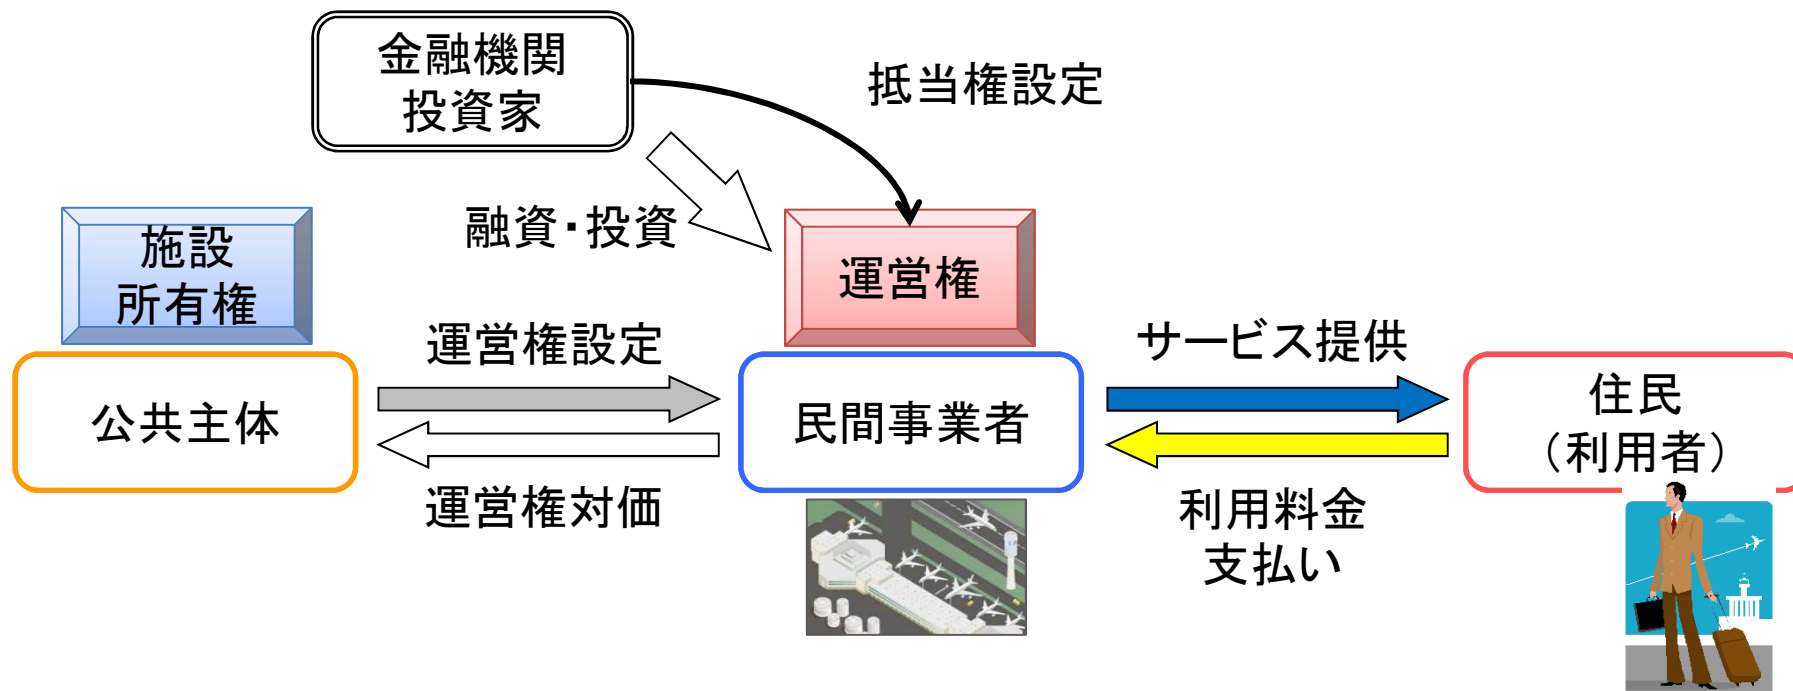 金融機関
投資家
抵当権設定
融資・投資
施設
所有権
運営権
運営権設定
サービス提供
公共主体
民間事業者
住民
（利用者）
運営権対価
利用料金
支払い